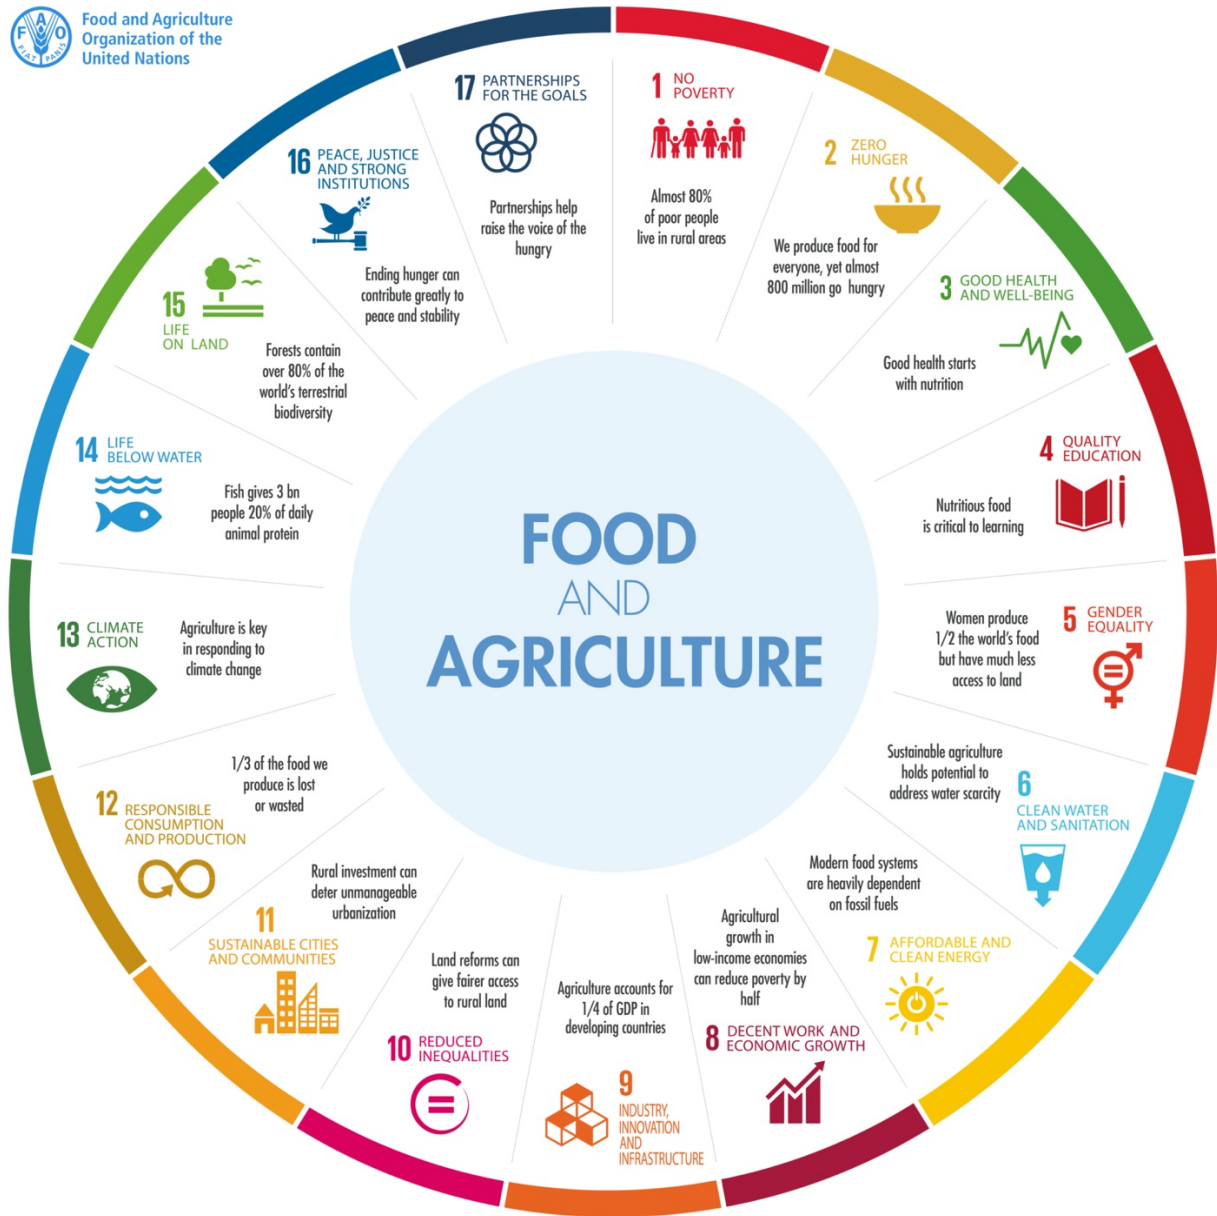 Food and Agriculture
Organization of the
United Nations
F A O
FIAT PANIS
1 NO
POVERTY
Almost 80%
of poor people
live in rural areas
2 ZERO
HUNGER
We produce food for
everyone, yet almost
800 million go hungry
3 GOOD HEALTH
AND WELL-BEING
Good health starts
with nutrition
4 QUALITY
EDUCATION
Nutritious food
is critical to learning
5 GENDER
EQUALITY
Women produce
1/2 the world's food
but have much less
access to land
6
CLEAN WATER
AND SANITATION
Sustainable agriculture
holds potential to
address water scarcity
7 AFFORDABLE AND
CLEAN ENERGY
Modern food systems
are heavily dependent
on fossil fuels
8 DECENT WORK AND
ECONOMIC GROWTH
Agricultural
growth in
low-income economies
can reduce poverty by
half
9
INDUSTRY,
INNOVATION
AND
INFRASTRUCTURE
Agriculture accounts for
1/4 of GDP in
developing countries
10 REDUCED
INEQUALITIES
Land reforms can
give fairer access
to rural land
11
SUSTAINABLE CITIES
AND COMMUNITIES
Rural investment can
deter unmanageable
urbanization
12 RESPONSIBLE
CONSUMPTION
AND PRODUCTION
1/3 of the food we
produce is lost
or wasted
13 CLIMATE
ACTION
Agriculture is key
in responding to
climate change
14 LIFE
BELOW WATER
Fish gives 3 bn
people 20% of daily
animal protein
15
LIFE
ON LAND
Forests contain
over 80% of the
world's terrestrial
biodiversity
16 PEACE, JUSTICE
AND STRONG
INSTITUTIONS
Ending hunger can
contribute greatly to
peace and stability
17 PARTNERSHIPS
FOR THE GOALS
Partnerships help
raise the voice of the
hungry
FOOD
AND
AGRICULTURE